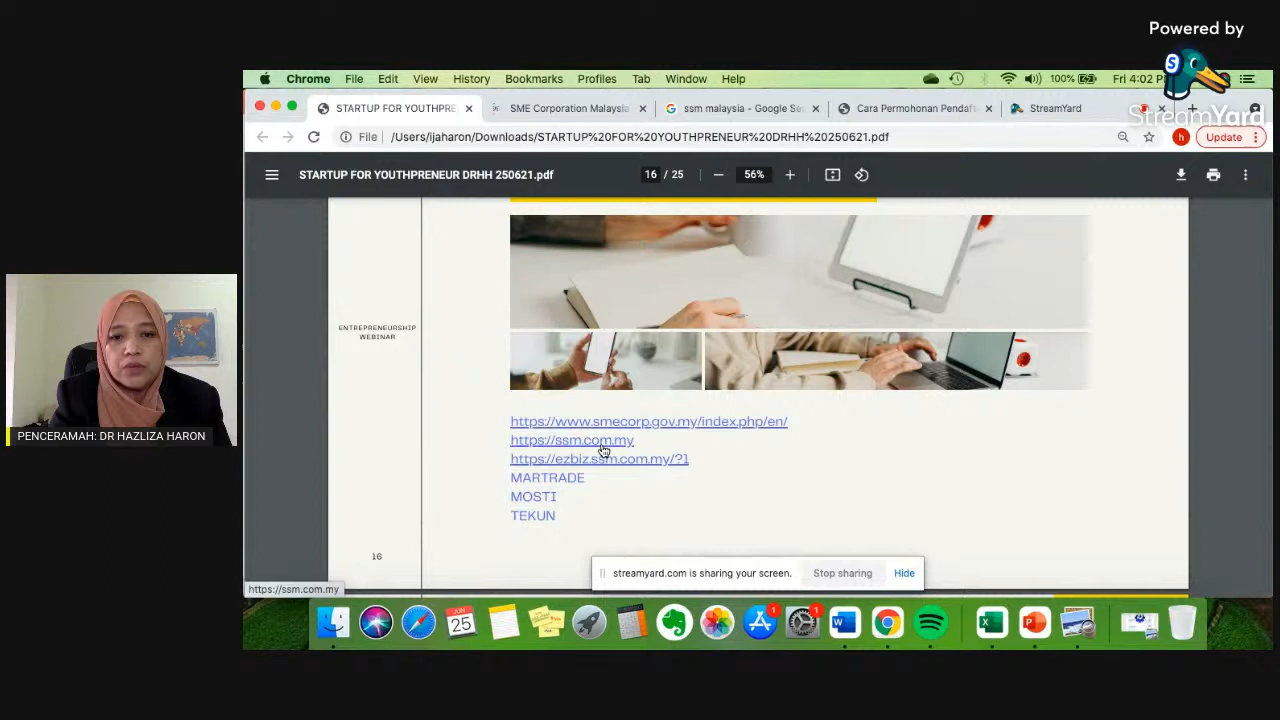 Powered by
StreamYard
Chrome File Edit View History Bookmarks Profiles Tab Window Help
100% Fri 4:02 P
STARTUP FOR YOUTHPRE
SME Corporation Malaysia
ssm malaysia - Google Se
Cara Permohonan Pendaft
StreamYard
File /Users/ijaharon/Downloads/STARTUP%20FOR%20YOUTHPRENEUR%20DRHH%20250621.pdf
h
Update
STARTUP FOR YOUTHPRENEUR DRHH 250621.pdf
16 / 25
56%
ENTREPRENEURSHIP
WEBINAR
https://www.smecorp.gov.my/index.php/en/
https://ssm.com.my
https://ezbiz.ssm.com.my/?1
MARTRADE
MOSTI
TEKUN
16
PENCERAMAH: DR HAZLIZA HARON
streamyard.com is sharing your screen. Stop sharing Hide
https://ssm.com.my
JUN
25
1
1